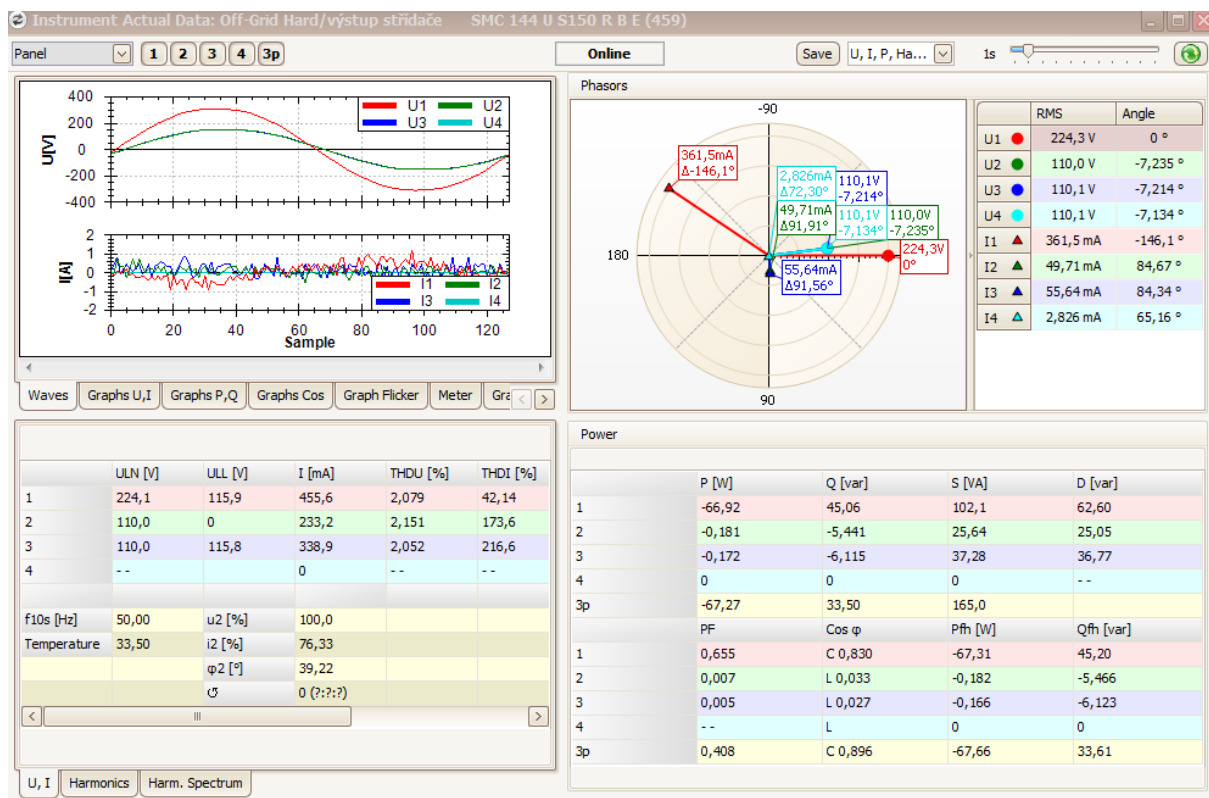 Instrument Actual Data: Off-Grid Hard/výstup střídače SMC 144 U S150 R B E (459)
Panel 1 2 3 4 3p Online Save U, I, P, Ha... 1s
400
200
0
-200
-400
U[V]
U1 U2
U3 U4
2
1
0
-1
-2
I[A]
I1 I2
I3 I4
0 20 40 60 80 100 120
Sample
Waves Graphs U,I Graphs P,Q Graphs Cos Graph Flicker Meter Gra
Phasors
-90
180
90
361,5mA
Δ-146,1°
2,826mA
Δ72,30°
110,1V
-7,214°
49,71mA
Δ91,91°
110,1V
-7,134°
110,0V
-7,235°
224,3V
0°
55,64mA
Δ91,56°
RMS Angle
U1 224,3 V 0 °
U2 110,0 V -7,235 °
U3 110,1 V -7,214 °
U4 110,1 V -7,134 °
I1 361,5 mA -146,1 °
I2 49,71 mA 84,67 °
I3 55,64 mA 84,34 °
I4 2,826 mA 65,16 °
ULN [V] ULL [V] I [mA] THDU [%] THDI [%]
1 224,1 115,9 455,6 2,079 42,14
2 110,0 0 233,2 2,151 173,6
3 110,0 115,8 338,9 2,052 216,6
4 -- 0 -- --
f10s [Hz] 50,00 u2 [%] 100,0
Temperature 33,50 i2 [%] 76,33
φ2 [°] 39,22
↺ 0 (?:?:?)
U, I Harmonics Harm. Spectrum
Power
P [W] Q [var] S [VA] D [var]
1 -66,92 45,06 102,1 62,60
2 -0,181 -5,441 25,64 25,05
3 -0,172 -6,115 37,28 36,77
4 0 0 0 --
3p -67,27 33,50 165,0
PF Cos φ Pfh [W] Qfh [var]
1 0,655 C 0,830 -67,31 45,20
2 0,007 L 0,033 -0,182 -5,466
3 0,005 L 0,027 -0,166 -6,123
4 -- L 0 0
3p 0,408 C 0,896 -67,66 33,61